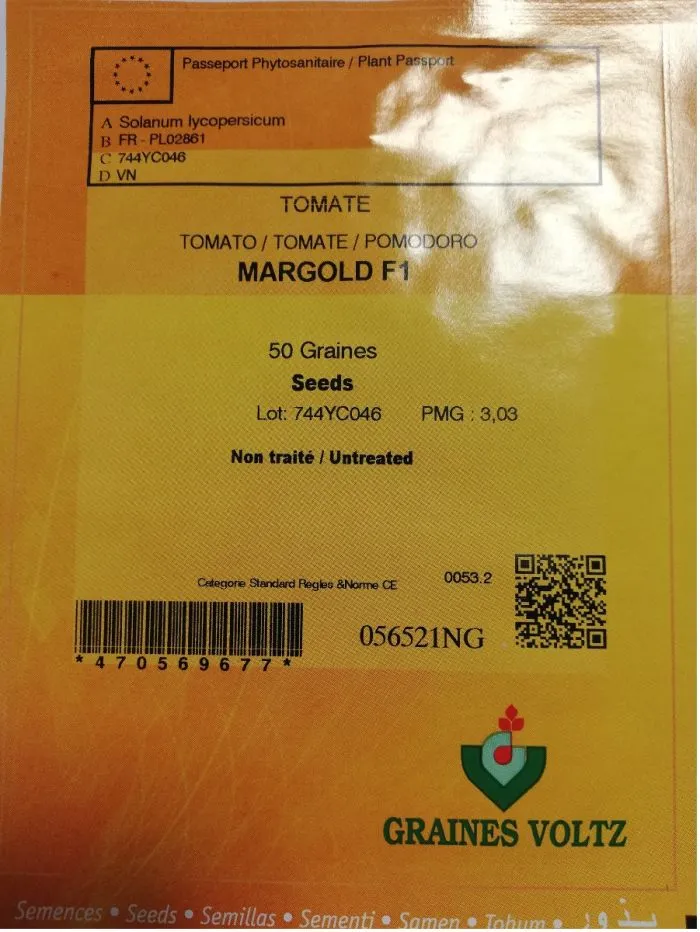 Passeport Phytosanitaire / Plant Passport
A Solanum lycopersicum
B FR - PL02861
C 744YC046
D VN
TOMATE
TOMATO / TOMATE / POMODORO
MARGOLD F1
50 Graines
Seeds
Lot: 744YC046 PMG : 3,03
Non traité / Untreated
Categorie Standard Regles &Norme CE 0053.2
*470569677*
056521NG
GRAINES VOLTZ
Semences • Seeds • Semillas • Sementi • Samen • Tohum • بذور